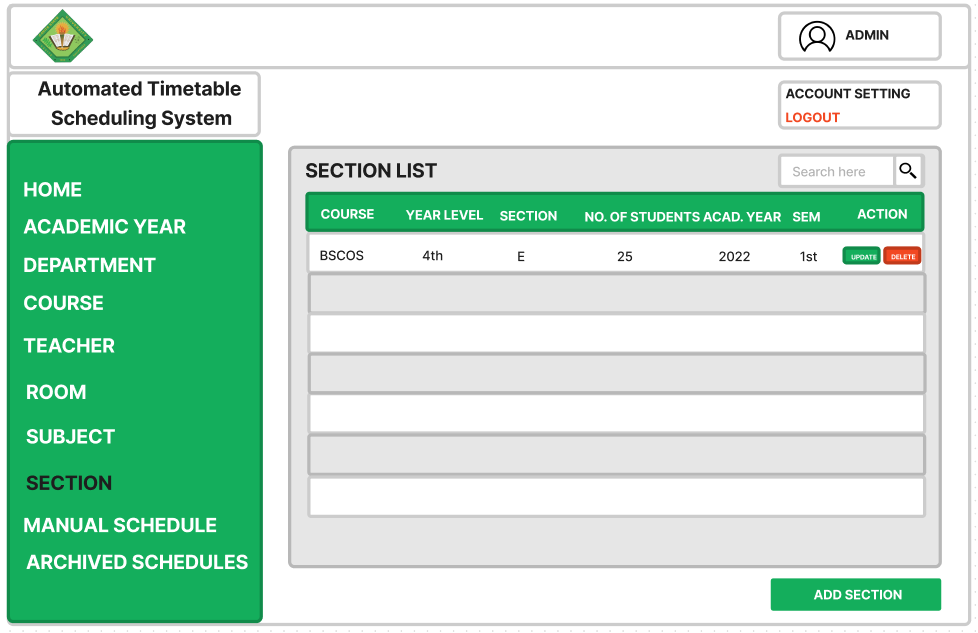 ADMIN
Automated Timetable
Scheduling System
ACCOUNT SETTING
LOGOUT
HOME
ACADEMIC YEAR
DEPARTMENT
COURSE
TEACHER
ROOM
SUBJECT
SECTION
MANUAL SCHEDULE
ARCHIVED SCHEDULES
SECTION LIST
Search here
COURSE YEAR LEVEL SECTION NO. OF STUDENTS ACAD. YEAR SEM ACTION
BSCOS 4th E 25 2022 1st UPDATE DELETE
ADD SECTION